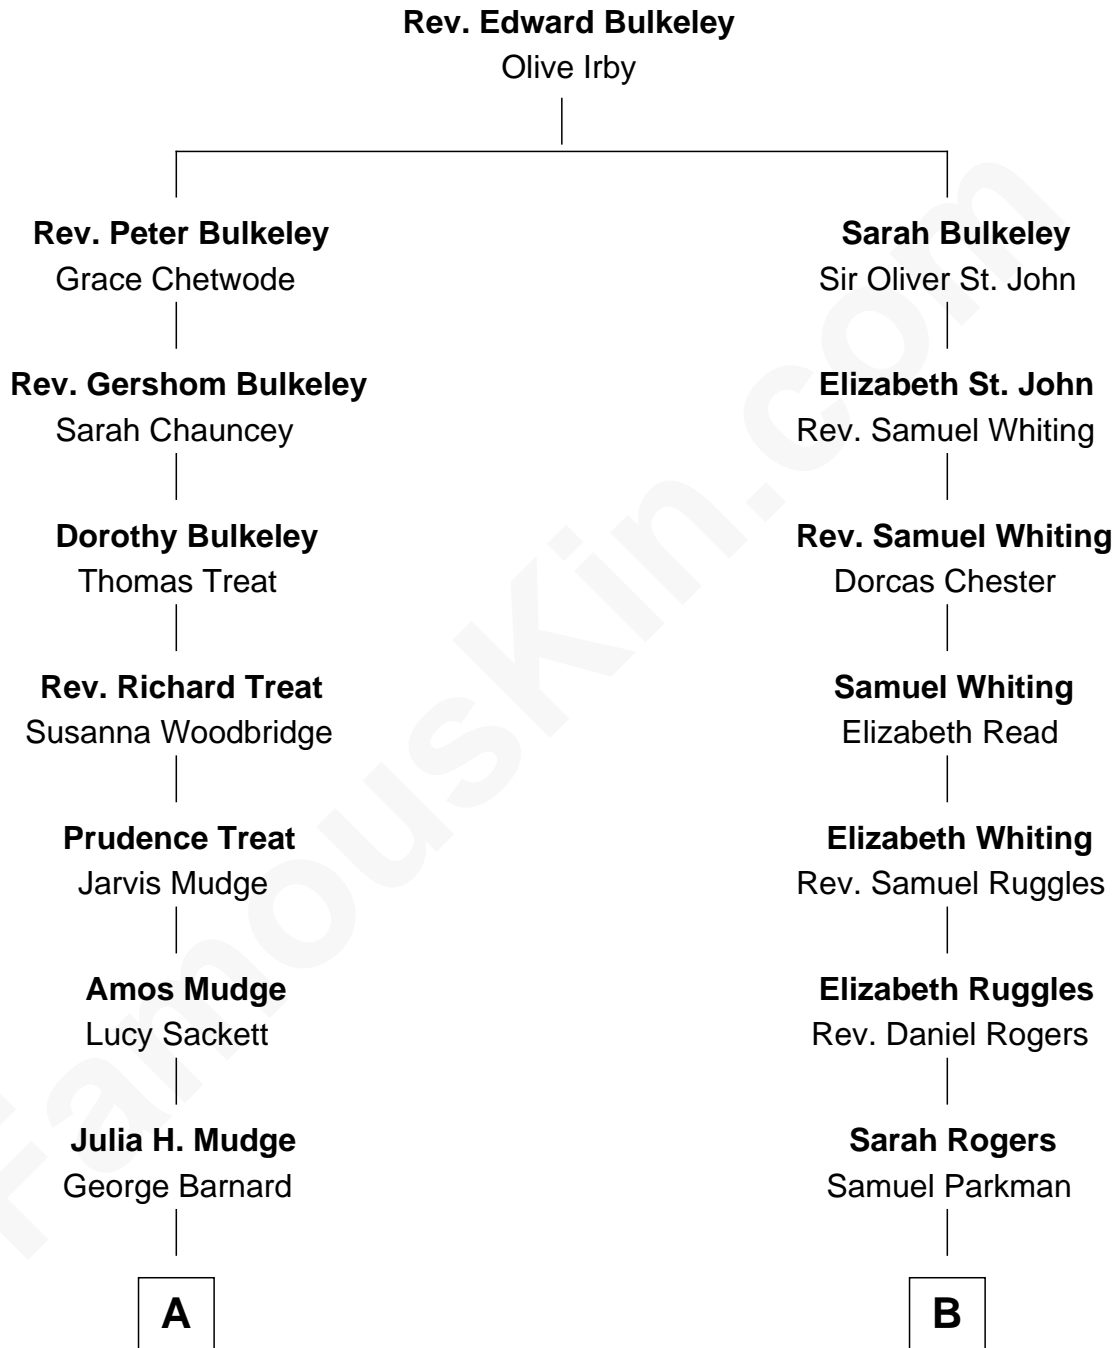 Rev. Edward Bulkeley
Olive Irby
Rev. Peter Bulkeley
Grace Chetwode
Sarah Bulkeley
Sir Oliver St. John
Rev. Gershom Bulkeley
Sarah Chauncey
Elizabeth St. John
Rev. Samuel Whiting
Dorothy Bulkeley
Thomas Treat
Rev. Samuel Whiting
Dorcas Chester
Rev. Richard Treat
Susanna Woodbridge
Samuel Whiting
Elizabeth Read
Prudence Treat
Jarvis Mudge
Elizabeth Whiting
Rev. Samuel Ruggles
Amos Mudge
Lucy Sackett
Elizabeth Ruggles
Rev. Daniel Rogers
Julia H. Mudge
George Barnard
Sarah Rogers
Samuel Parkman
A
B
FamousKin.com